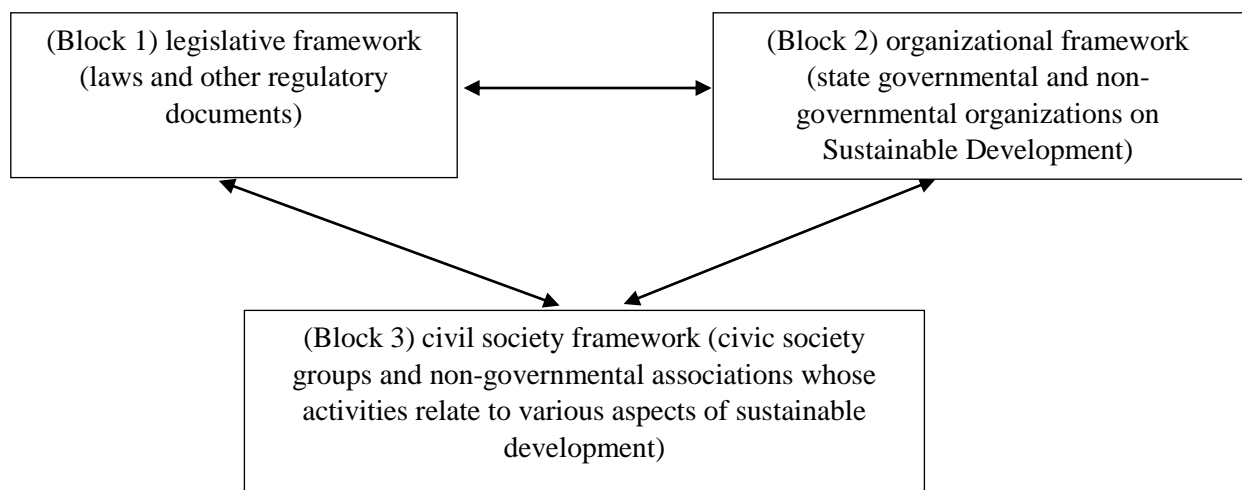 (Block 1) legislative framework
(laws and other regulatory
documents)
(Block 2) organizational framework
(state governmental and non-
governmental organizations on
Sustainable Development)
(Block 3) civil society framework (civic society
groups and non-governmental associations whose
activities relate to various aspects of sustainable
development)